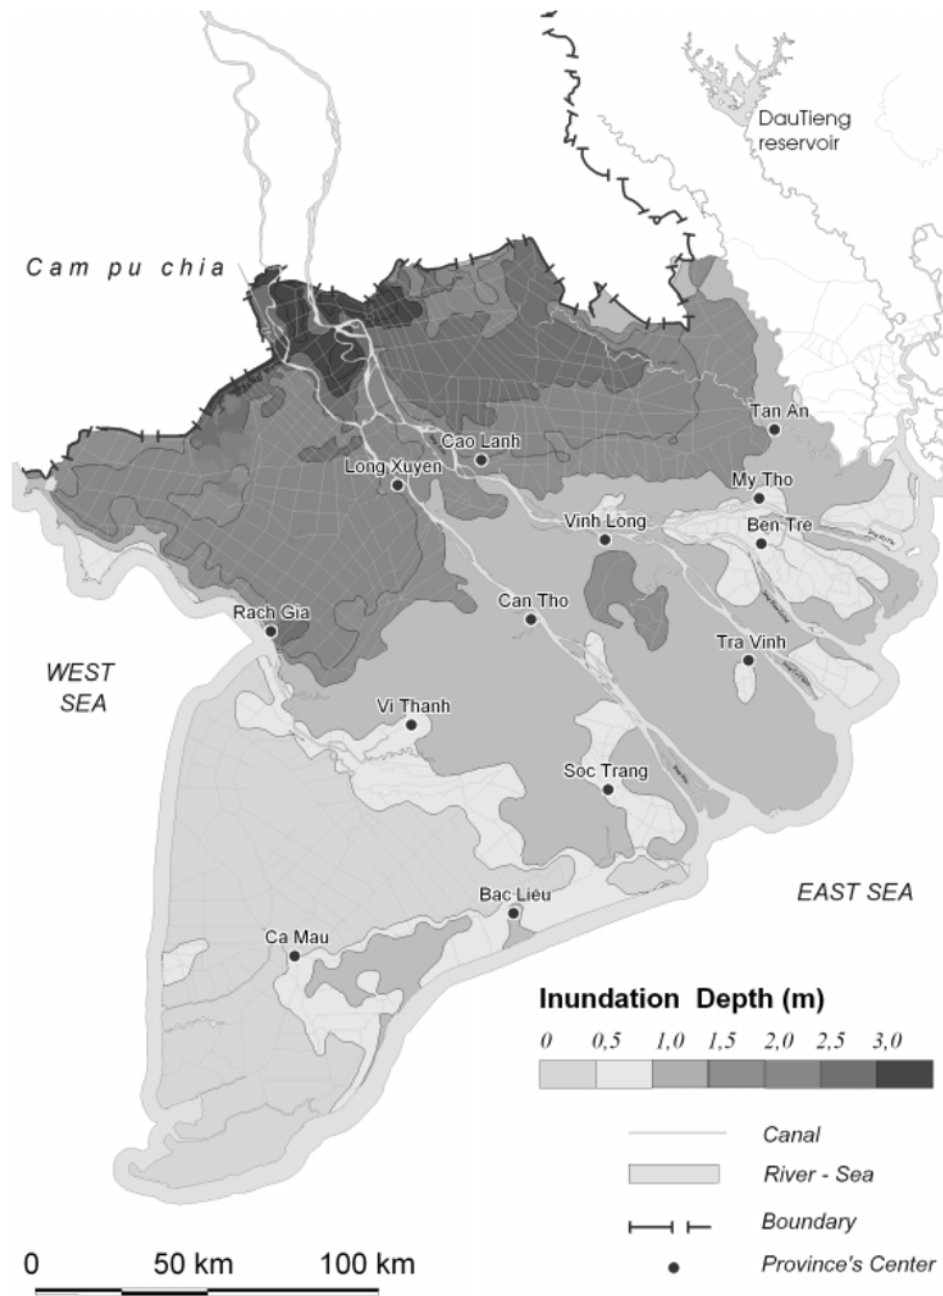 DauTieng
reservoir
Cam pu chia
Tan An
Cao Lanh
Long Xuyen
My Tho
Vinh Long
Ben Tre
Can Tho
Rach Gia
Tra Vinh
WEST
SEA
Vi Thanh
Soc Trang
Bac Lieu
EAST SEA
Ca Mau
Inundation Depth (m)
0 0,5 1,0 1,5 2,0 2,5 3,0
Canal
River - Sea
Boundary
Province's Center
0 50 km 100 km